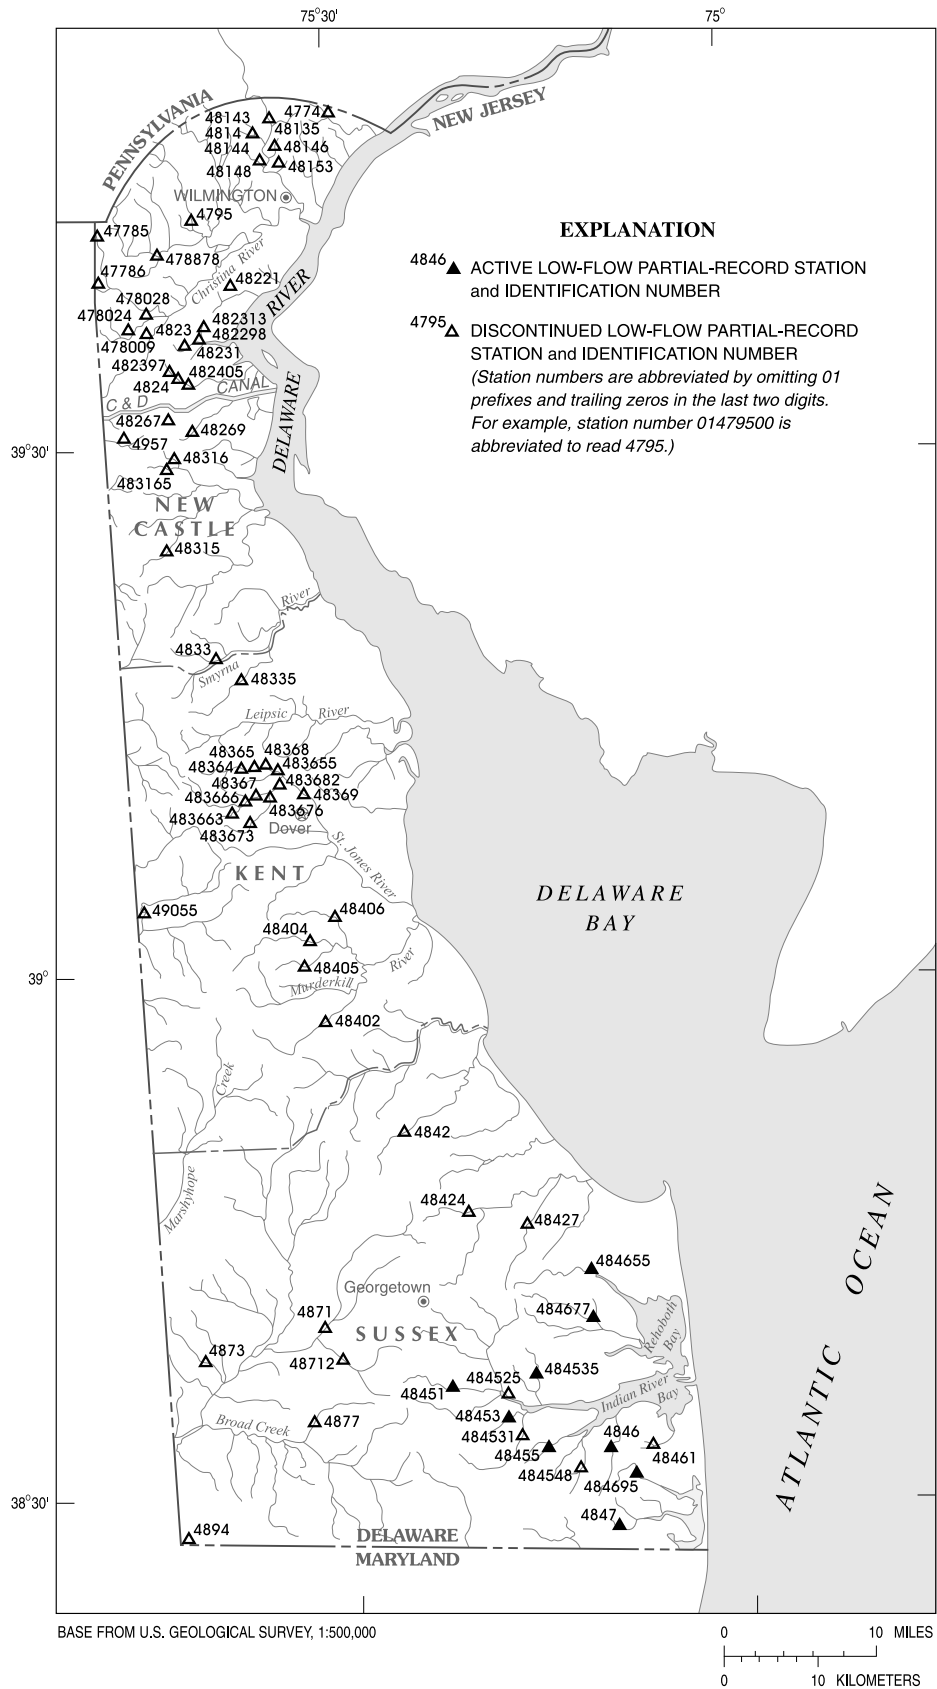 75°30'
75°
PENNSYLVANIA
NEW JERSEY
48143
4774
4814
48135
48144
48146
48148
48153
WILMINGTON
4795
47785
478878
Christina River
47786
48221
478028
478024
4823
482313
482298
478009
48231
482397
482405
4824
C & D CANAL
RIVER
DELAWARE
48267
48269
4957
39°30'
48316
483165
NEW
CASTLE
48315
EXPLANATION
4846 ACTIVE LOW-FLOW PARTIAL-RECORD STATION
and IDENTIFICATION NUMBER
4795 DISCONTINUED LOW-FLOW PARTIAL-RECORD
STATION and IDENTIFICATION NUMBER
(Station numbers are abbreviated by omitting 01
prefixes and trailing zeros in the last two digits.
For example, station number 01479500 is
abbreviated to read 4795.)
River
4833
Smyrna
48335
Leipsic River
48365
48368
48364
483655
48367
483682
483666
48369
483663
483676
483673
Dover
St. Jones River
KENT
49055
48406
48404
48405
River
Murderkill
39°
48402
DELAWARE
BAY
Creek
Marshyhope
4842
48424
48427
484655
Georgetown
484677
4871
SUSSEX
Rehoboth
Bay
4873
48712
484525
484535
48451
Indian River
Bay
Broad Creek
4877
48453
484531
4846
48455
48461
484548
484695
38°30'
4847
4894
DELAWARE
MARYLAND
ATLANTIC OCEAN
BASE FROM U.S. GEOLOGICAL SURVEY, 1:500,000
0 10 MILES
0 10 KILOMETERS